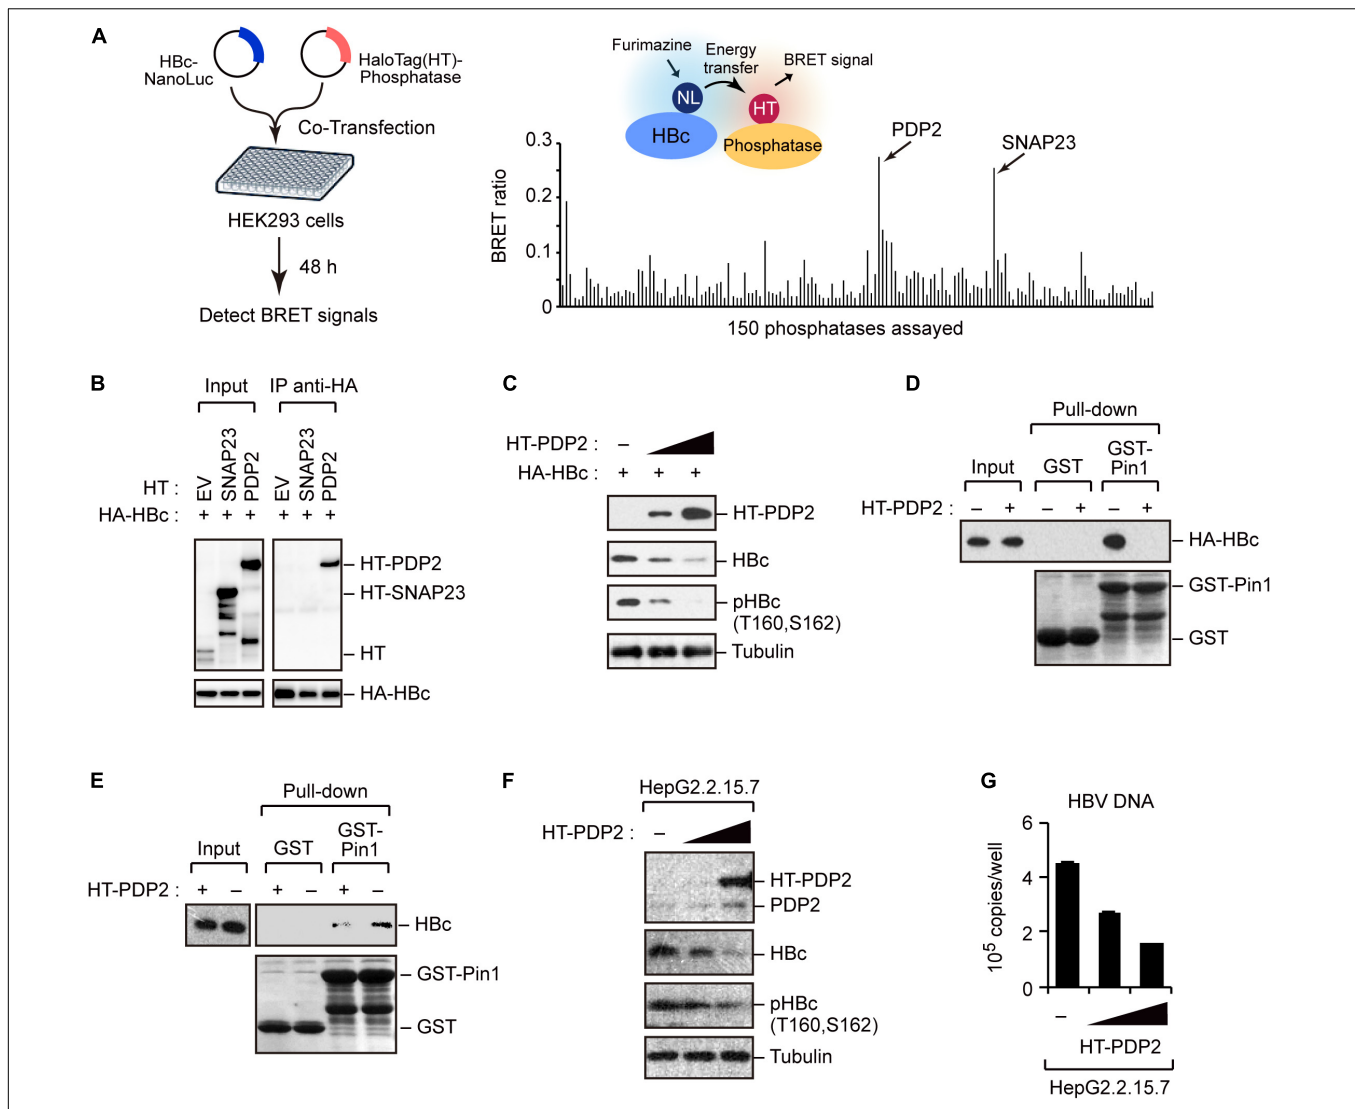 A
HBc-
NanoLuc
HaloTag(HT)-
Phosphatase
Co-Transfection
HEK293 cells
48 h
Detect BRET signals
Furimazine
Energy
transfer
BRET signal
NL
HT
HBc
Phosphatase
PDP2
SNAP23
BRET ratio
0.3
0.2
0.1
0
150 phosphatases assayed
B
Input
IP anti-HA
HT :
EV
SNAP23
PDP2
EV
SNAP23
PDP2
HA-HBc : + + + + + +
HT-PDP2
HT-SNAP23
HT
HA-HBc
C
HT-PDP2 : –
HA-HBc : + + +
HT-PDP2
HBc
pHBc
(T160,S162)
Tubulin
D
Pull-down
Input
GST
GST-
Pin1
HT-PDP2 : – + – + – +
HA-HBc
GST-Pin1
GST
E
Pull-down
Input
GST
GST-
Pin1
HT-PDP2 : + – + – + –
HBc
GST-Pin1
GST
F
HepG2.2.15.7
HT-PDP2 : –
HT-PDP2
PDP2
HBc
pHBc
(T160,S162)
Tubulin
G
HBV DNA
10⁵ copies/well
6
4
2
0
–
HT-PDP2
HepG2.2.15.7